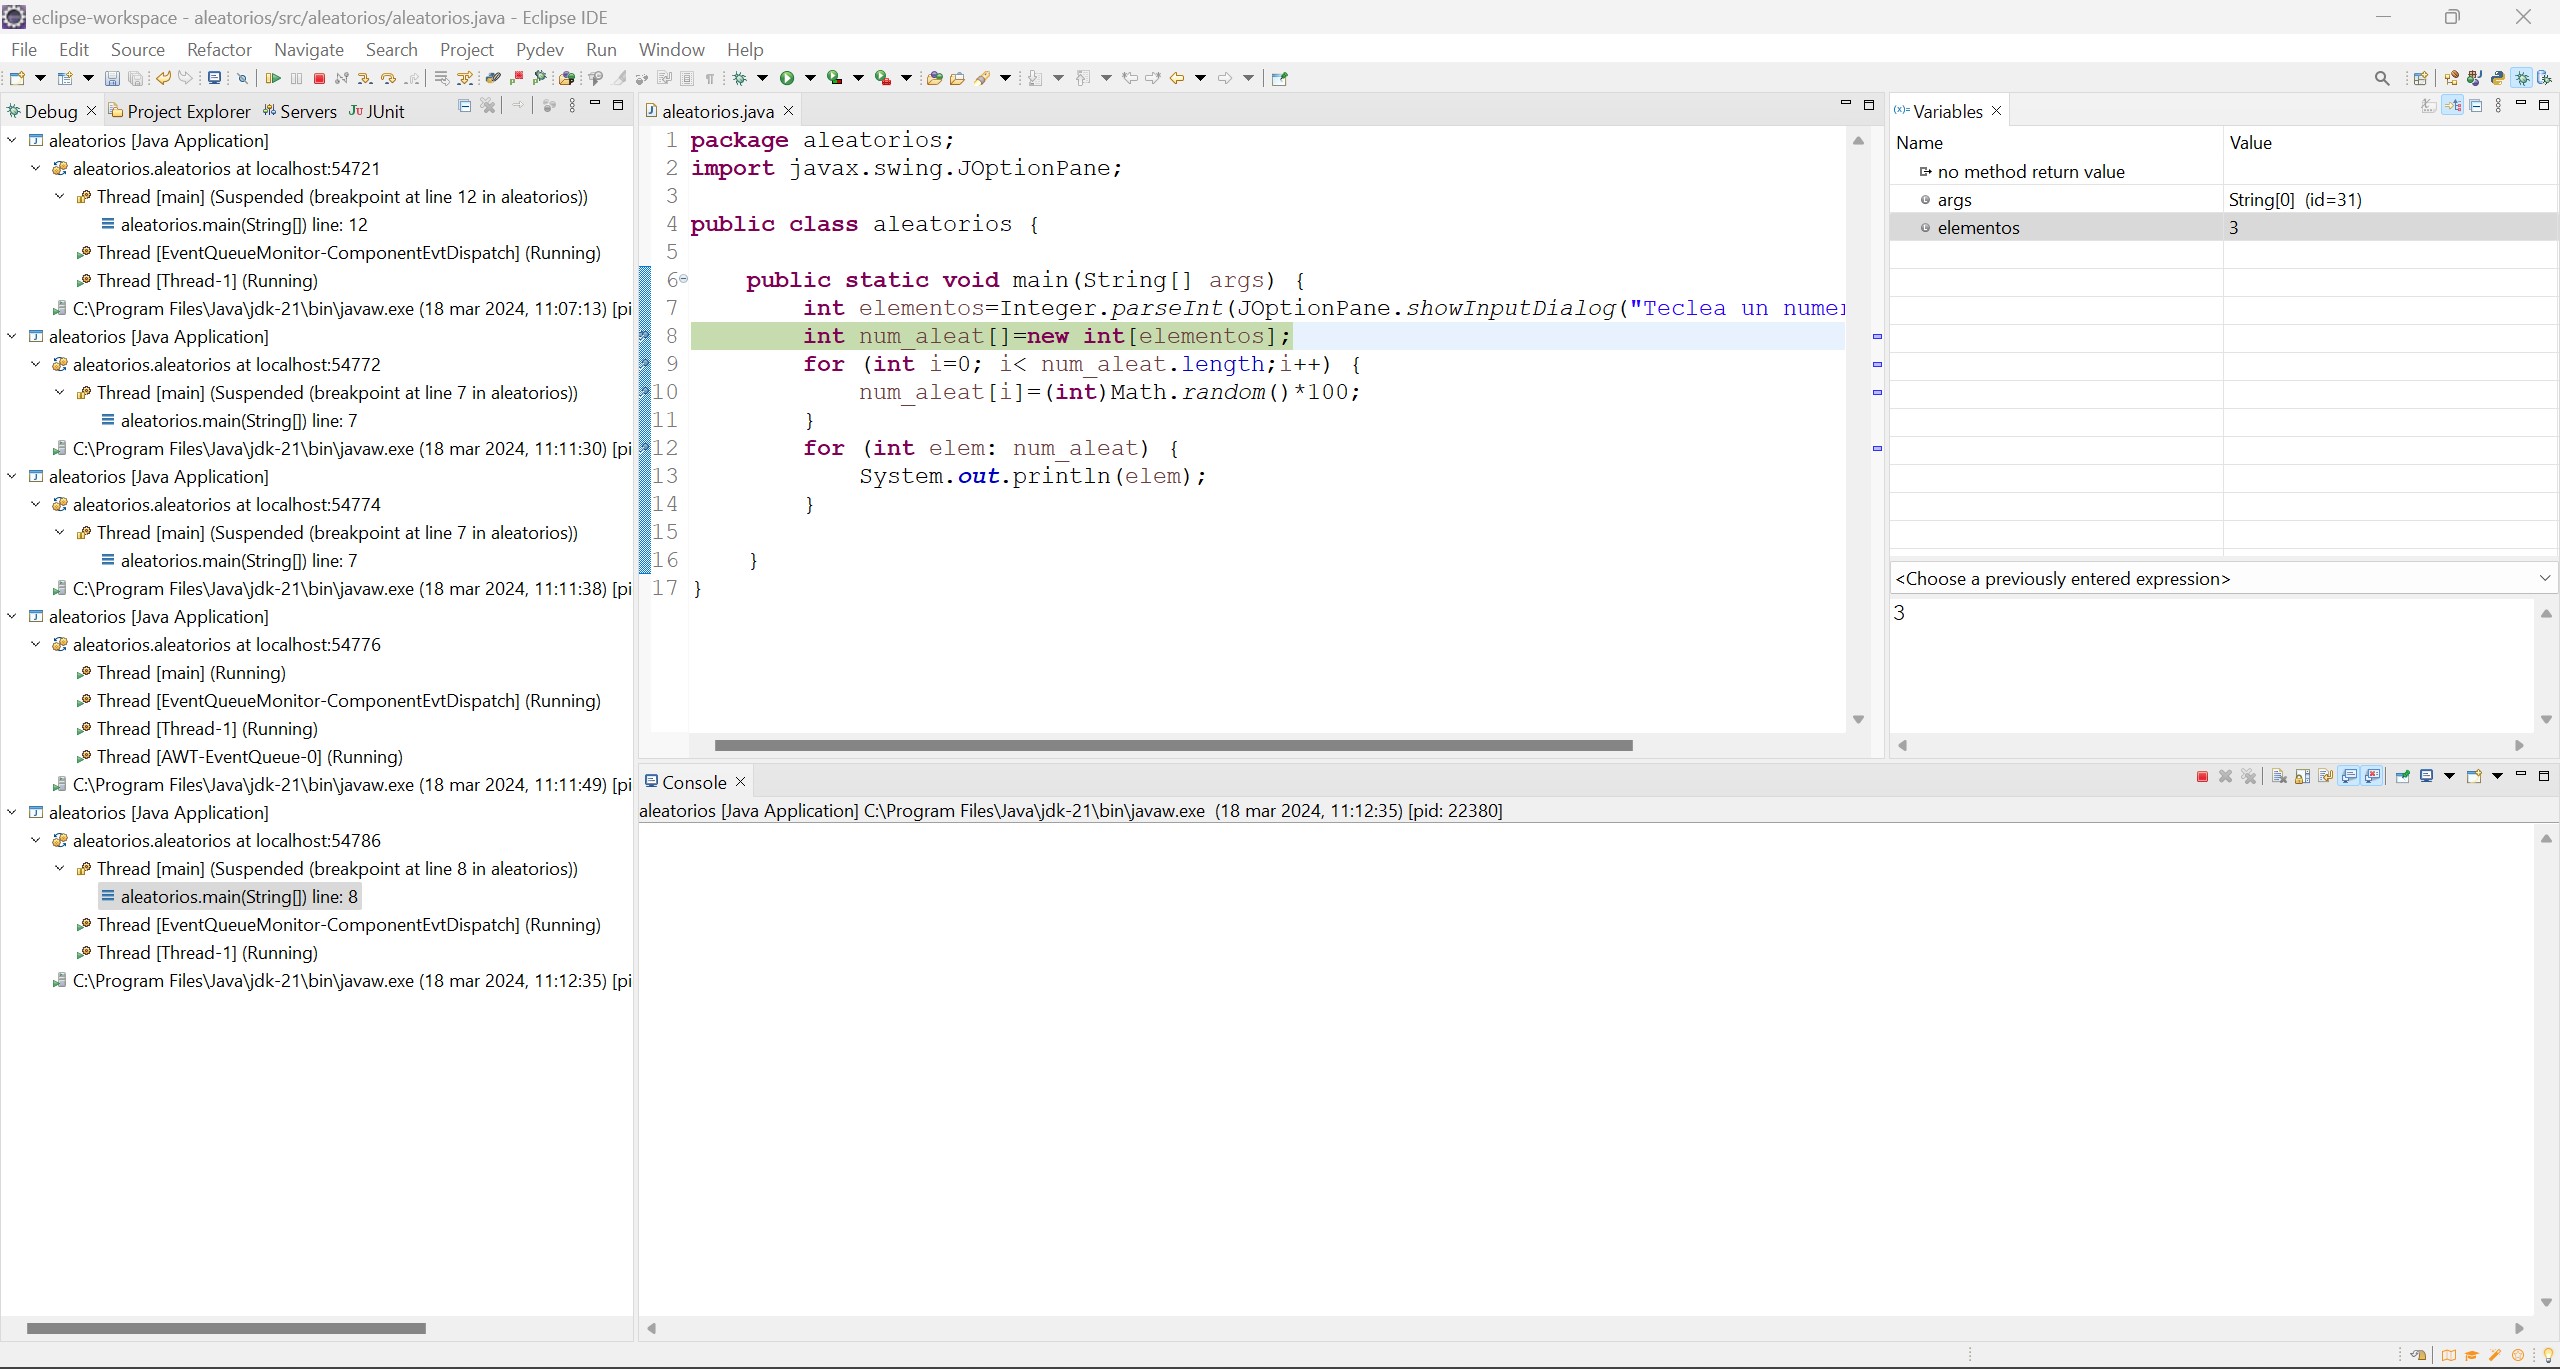 eclipse-workspace - aleatorios/src/aleatorios/aleatorios.java - Eclipse IDE
File Edit Source Refactor Navigate Search Project Pydev Run Window Help
Debug Project Explorer Servers JUnit
aleatorios [Java Application]
aleatorios.aleatorios at localhost:54721
Thread [main] (Suspended (breakpoint at line 12 in aleatorios))
aleatorios.main(String[]) line: 12
Thread [EventQueueMonitor-ComponentEvtDispatch] (Running)
Thread [Thread-1] (Running)
C:\Program Files\Java\jdk-21\bin\javaw.exe (18 mar 2024, 11:07:13) [pi
aleatorios [Java Application]
aleatorios.aleatorios at localhost:54772
Thread [main] (Suspended (breakpoint at line 7 in aleatorios))
aleatorios.main(String[]) line: 7
C:\Program Files\Java\jdk-21\bin\javaw.exe (18 mar 2024, 11:11:30) [pi
aleatorios [Java Application]
aleatorios.aleatorios at localhost:54774
Thread [main] (Suspended (breakpoint at line 7 in aleatorios))
aleatorios.main(String[]) line: 7
C:\Program Files\Java\jdk-21\bin\javaw.exe (18 mar 2024, 11:11:38) [pi
aleatorios [Java Application]
aleatorios.aleatorios at localhost:54776
Thread [main] (Running)
Thread [EventQueueMonitor-ComponentEvtDispatch] (Running)
Thread [Thread-1] (Running)
Thread [AWT-EventQueue-0] (Running)
C:\Program Files\Java\jdk-21\bin\javaw.exe (18 mar 2024, 11:11:49) [pi
aleatorios [Java Application]
aleatorios.aleatorios at localhost:54786
Thread [main] (Suspended (breakpoint at line 8 in aleatorios))
aleatorios.main(String[]) line: 8
Thread [EventQueueMonitor-ComponentEvtDispatch] (Running)
Thread [Thread-1] (Running)
C:\Program Files\Java\jdk-21\bin\javaw.exe (18 mar 2024, 11:12:35) [pi
aleatorios.java
1 package aleatorios;
2 import javax.swing.JOptionPane;
3
4 public class aleatorios {
5
6 public static void main(String[] args) {
7 int elementos=Integer.parseInt(JOptionPane.showInputDialog("Teclea un numer
8 int num_aleat[]=new int[elementos];
9 for (int i=0; i< num_aleat.length;i++) {
10 num_aleat[i]=(int)Math.random()*100;
11 }
12 for (int elem: num_aleat) {
13 System.out.println(elem);
14 }
15
16 }
17 }
Variables
Name Value
no method return value
args String[0] (id=31)
elementos 3
<Choose a previously entered expression>
3
Console
aleatorios [Java Application] C:\Program Files\Java\jdk-21\bin\javaw.exe (18 mar 2024, 11:12:35) [pid: 22380]